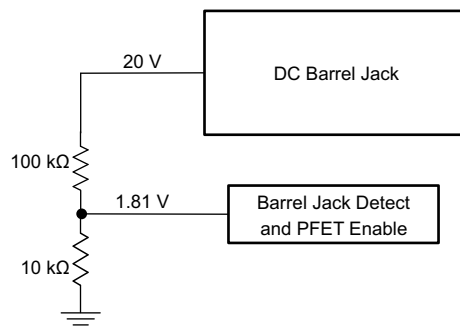 20 V
DC Barrel Jack
100 kΩ
1.81 V
Barrel Jack Detect
and PFET Enable
10 kΩ